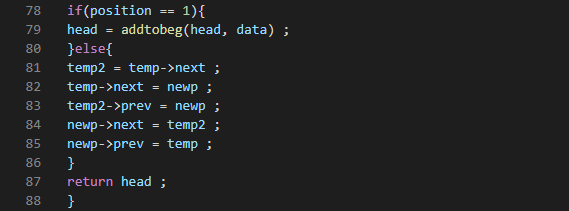 78 if(position == 1){
79 head = addtobeg(head, data) ;
80 }else{
81 temp2 = temp->next ;
82 temp->next = newp ;
83 temp2->prev = newp ;
84 newp->next = temp2 ;
85 newp->prev = temp ;
86 }
87 return head ;
88 }